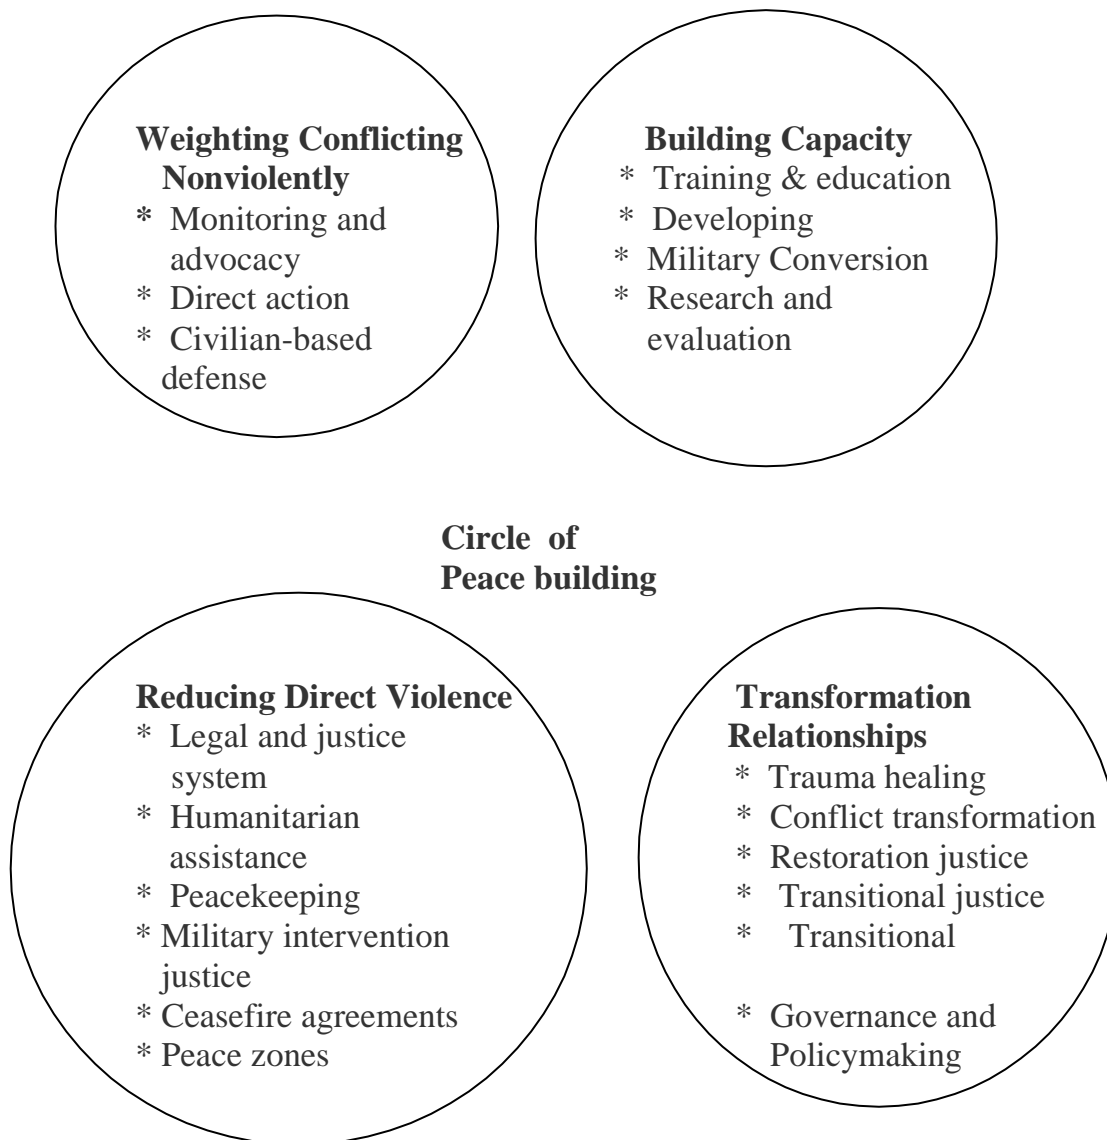 Weighting Conflicting
Nonviolently
* Monitoring and
advocacy
* Direct action
* Civilian-based
defense
Building Capacity
* Training & education
* Developing
* Military Conversion
* Research and
evaluation
Circle of
Peace building
Reducing Direct Violence
* Legal and justice
system
* Humanitarian
assistance
* Peacekeeping
* Military intervention
justice
* Ceasefire agreements
* Peace zones
Transformation
Relationships
* Trauma healing
* Conflict transformation
* Restoration justice
* Transitional justice
* Transitional
* Governance and
Policymaking